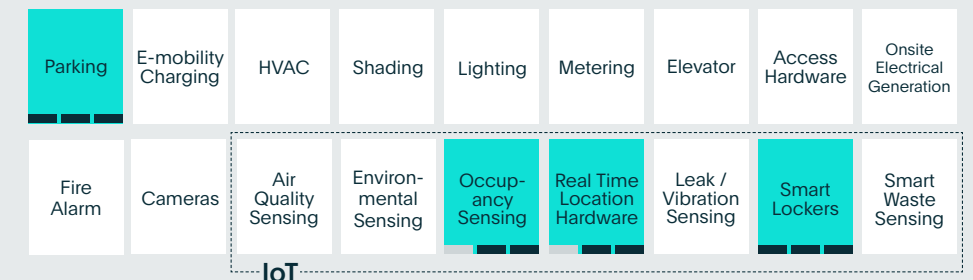 Parking
E-mobility
Charging
HVAC
Shading
Lighting
Metering
Elevator
Access
Hardware
Onsite
Electrical
Generation
Fire
Alarm
Cameras
Air
Quality
Sensing
Environ-
mental
Sensing
Occup-
ancy
Sensing
Real Time
Location
Hardware
Leak /
Vibration
Sensing
Smart
Lockers
Smart
Waste
Sensing
IoT